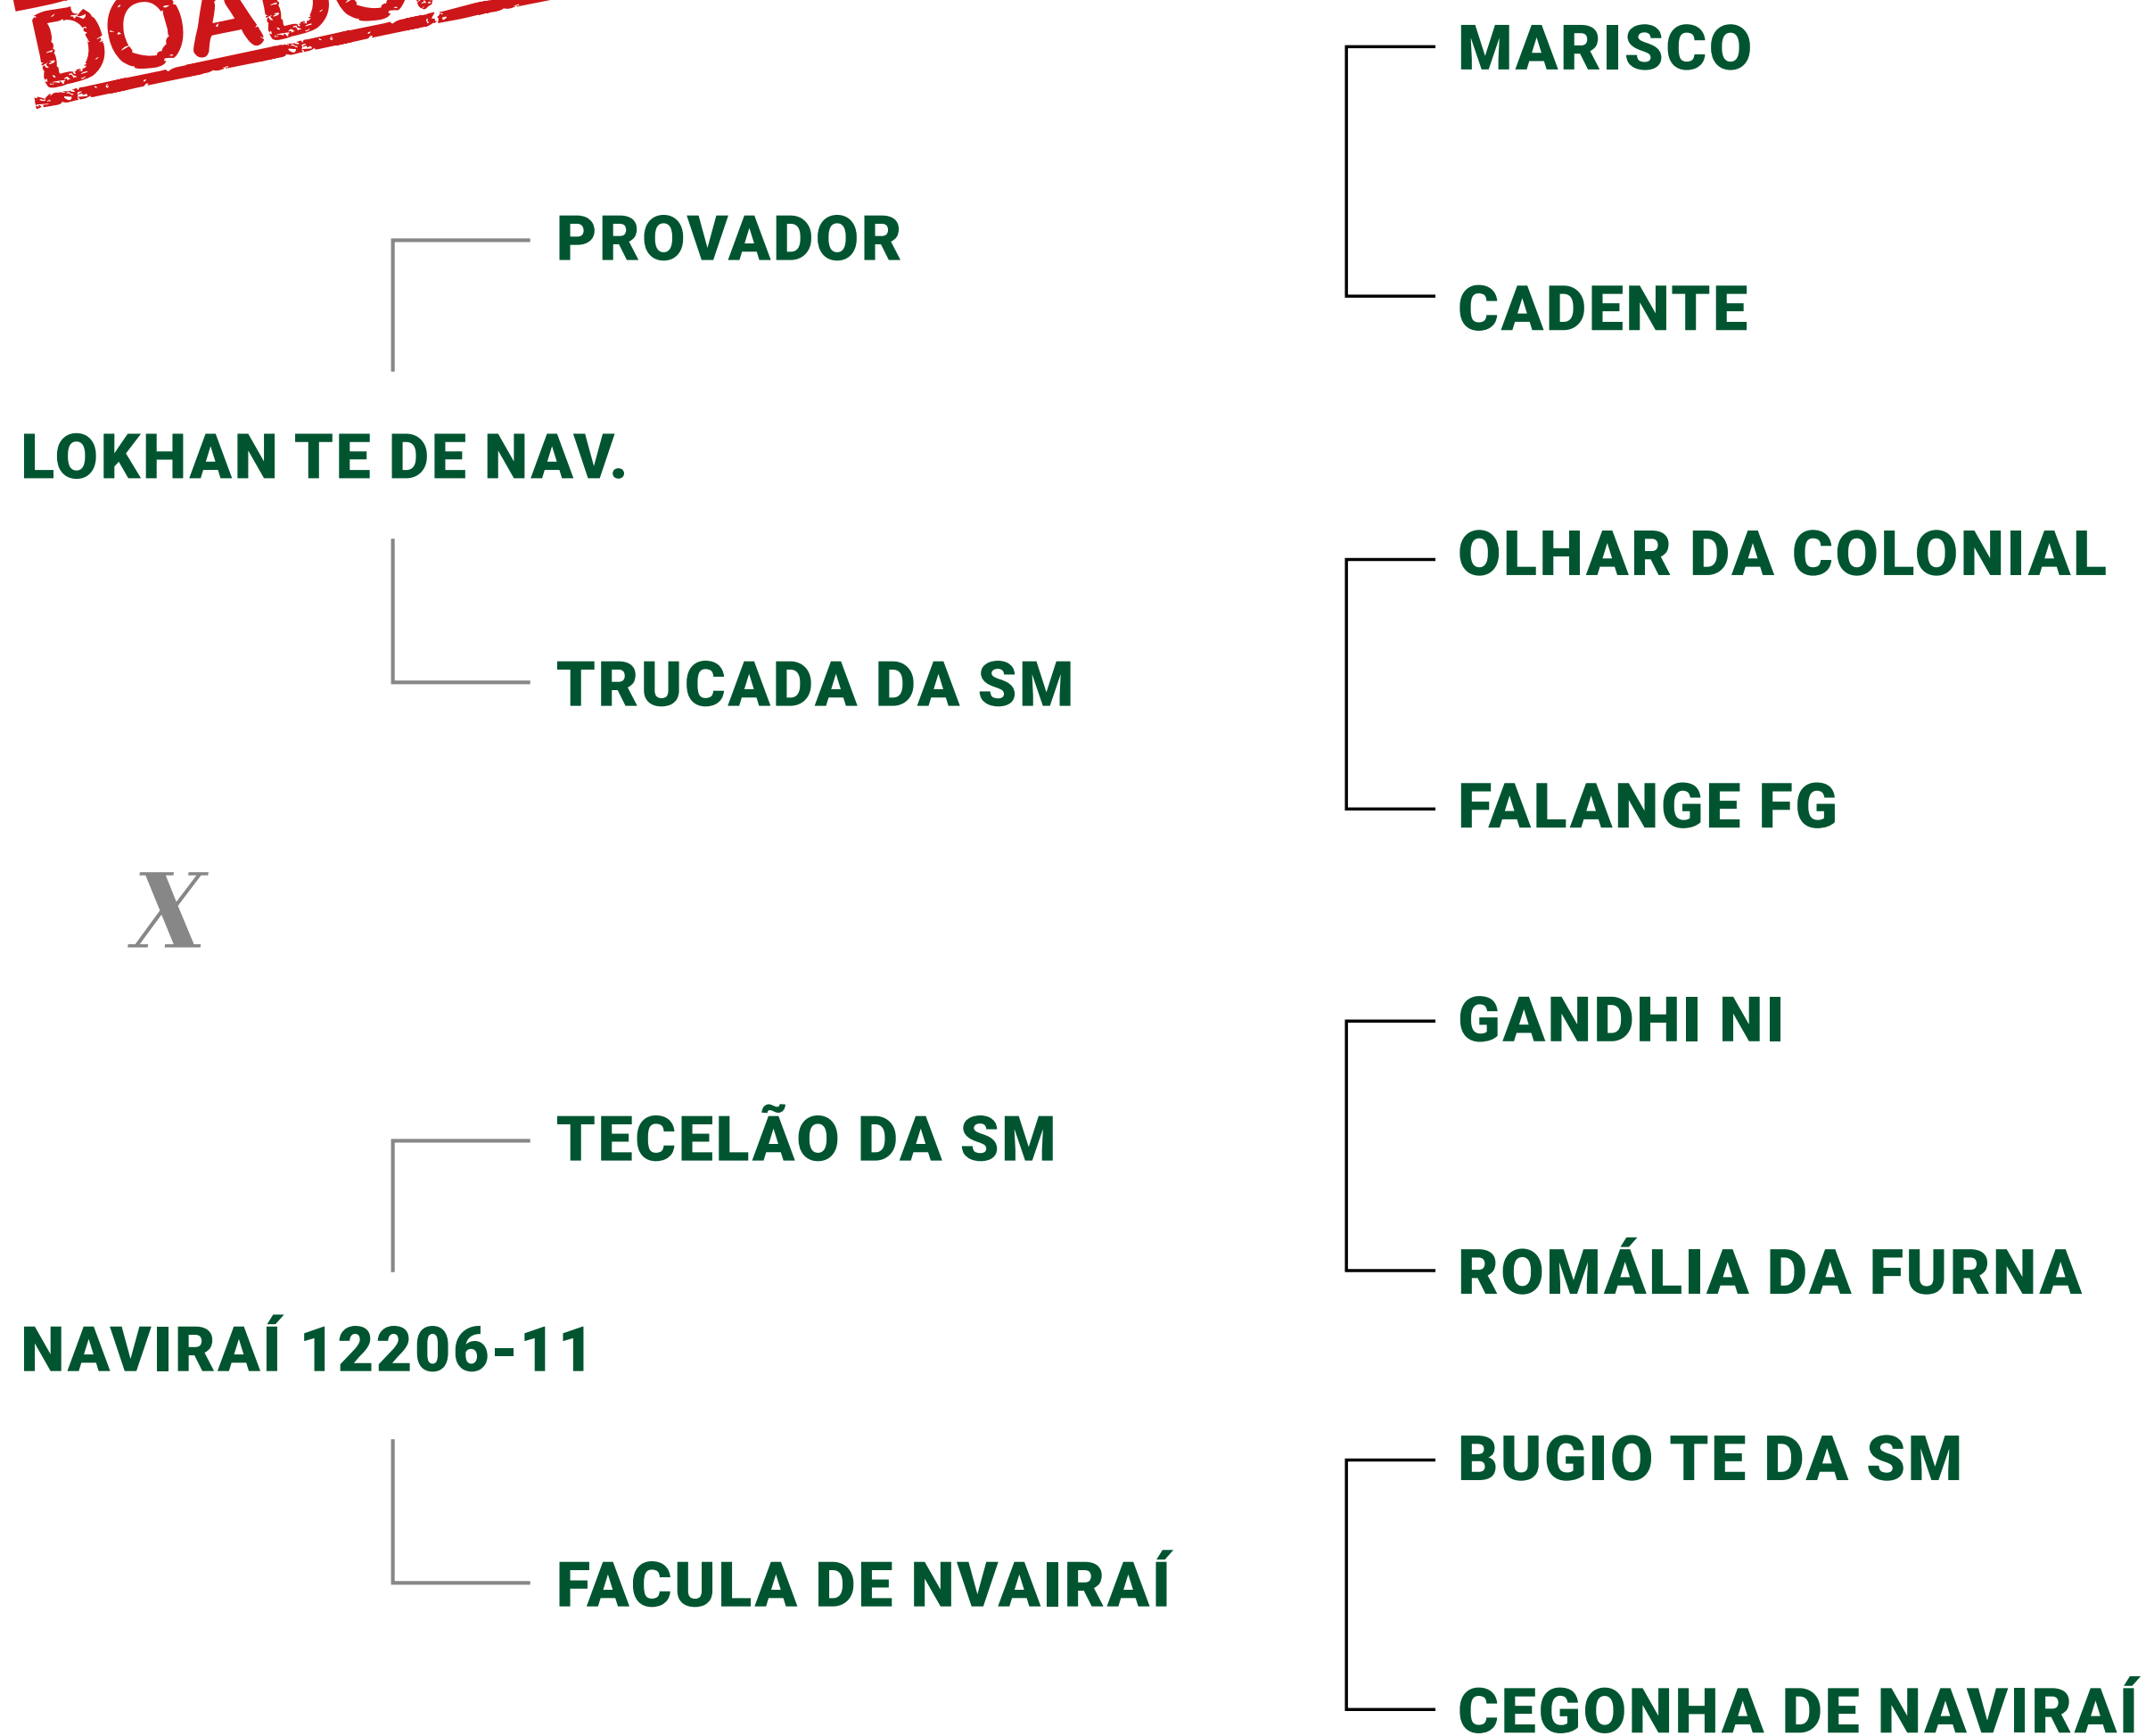 MARISCO
PROVADOR
CADENTE
LOKHAN TE DE NAV.
OLHAR DA COLONIAL
TRUCADA DA SM
FALANGE FG
X
GANDHI NI
TECELÃO DA SM
ROMÁLIA DA FURNA
NAVIRAÍ 12206-11
BUGIO TE DA SM
FACULA DE NVAIRAÍ
CEGONHA DE NAVIRAÍ